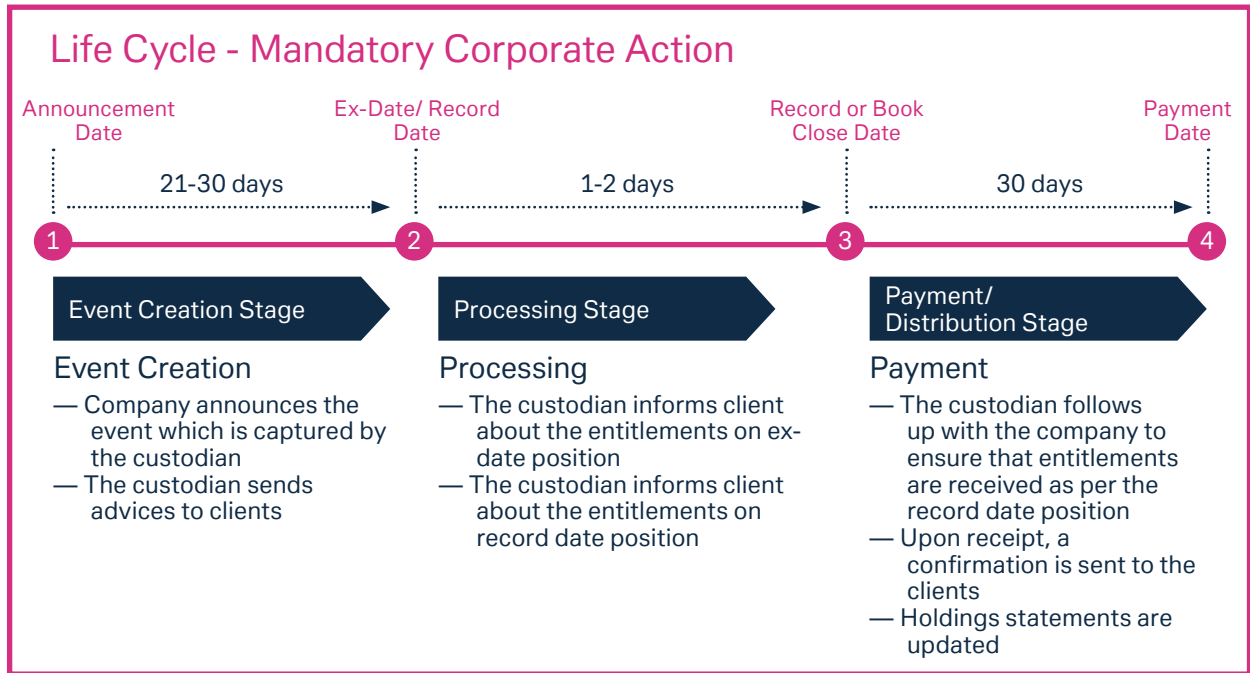 Life Cycle - Mandatory Corporate Action
Announcement
Date
Ex-Date/ Record
Date
Record or Book
Close Date
Payment
Date
21-30 days
1-2 days
30 days
1
2
3
4
Event Creation Stage
Processing Stage
Payment/
Distribution Stage
Event Creation
— Company announces the
event which is captured by
the custodian
— The custodian sends
advices to clients
Processing
— The custodian informs client
about the entitlements on ex-
date position
— The custodian informs client
about the entitlements on
record date position
Payment
— The custodian follows
up with the company to
ensure that entitlements
are received as per the
record date position
— Upon receipt, a
confirmation is sent to the
clients
— Holdings statements are
updated